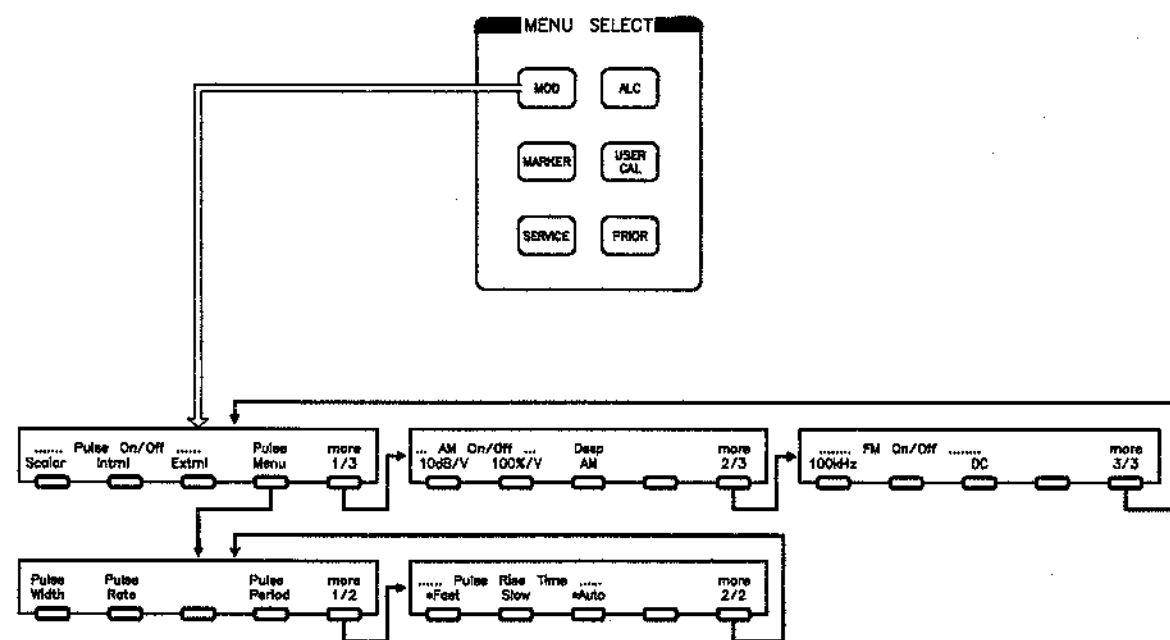 MENU SELECT
MOD ALC
MARKER USER CAL
SERVICE PRIOR
...... Pulse On/Off ...... Pulse more
Scalar Intrnl Extrnl Menu 1/3
... AM On/Off ... Deep more
10dB/V 100%/V AM 2/3
........ FM On/Off ........ more
100kHz DC 3/3
Pulse Pulse Pulse more
Width Rate Period 1/2
...... Pulse Rise Time ...... more
*Fast Slow *Auto 2/2